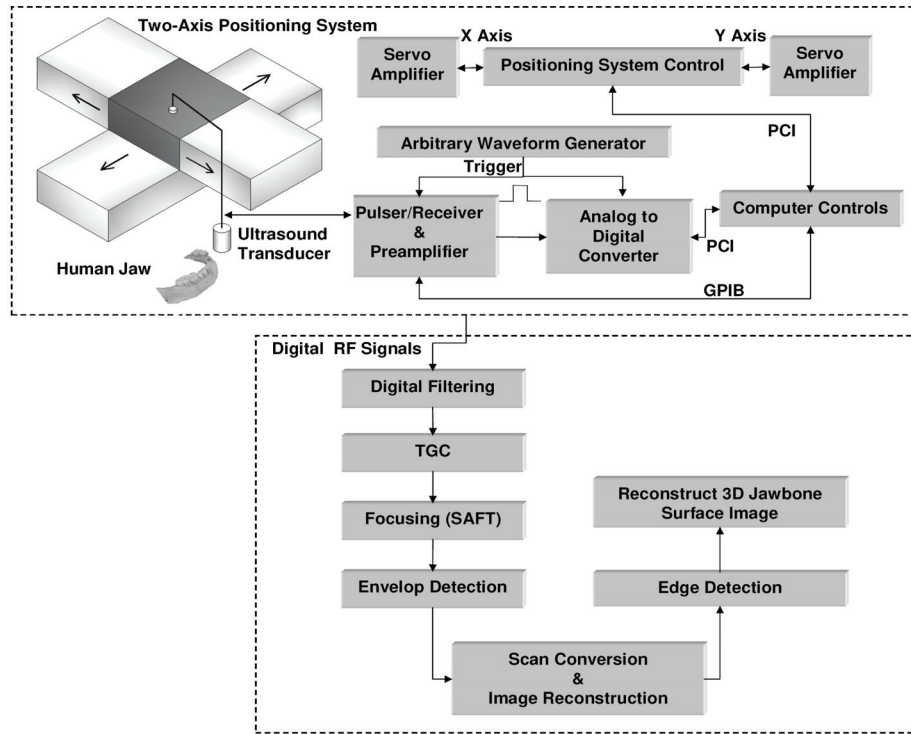 Two-Axis Positioning System
X Axis
Y Axis
Servo
Amplifier
Positioning System Control
Servo
Amplifier
PCI
Arbitrary Waveform Generator
Trigger
Pulser/Receiver
&
Preamplifier
Analog to
Digital
Converter
Computer Controls
PCI
Ultrasound
Transducer
Human Jaw
GPIB
Digital RF Signals
Digital Filtering
TGC
Focusing (SAFT)
Envelop Detection
Scan Conversion
&
Image Reconstruction
Edge Detection
Reconstruct 3D Jawbone
Surface Image